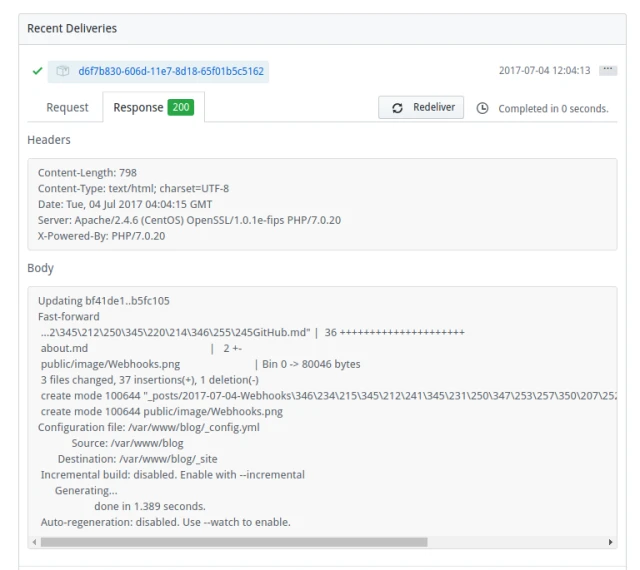 Recent Deliveries
d6f7b830-606d-11e7-8d18-65f01b5c5162
2017-07-04 12:04:13
Request
Response 200
Redeliver
Completed in 0 seconds.
Headers
Content-Length: 798
Content-Type: text/html; charset=UTF-8
Date: Tue, 04 Jul 2017 04:04:15 GMT
Server: Apache/2.4.6 (CentOS) OpenSSL/1.0.1e-fips PHP/7.0.20
X-Powered-By: PHP/7.0.20
Body
Updating bf41de1..b5fc105
Fast-forward
...2\345\212\250\345\220\214\346\255\245GitHub.md" | 36 +++++++++++++++++++++
about.md | 2 +-
public/image/Webhooks.png | Bin 0 -> 80046 bytes
3 files changed, 37 insertions(+), 1 deletion(-)
create mode 100644 "_posts/2017-07-04-Webhooks\346\234\215\345\212\241\345\231\250\347\253\257\350\207\252
create mode 100644 public/image/Webhooks.png
Configuration file: /var/www/blog/_config.yml
Source: /var/www/blog
Destination: /var/www/blog/_site
Incremental build: disabled. Enable with --incremental
Generating...
done in 1.389 seconds.
Auto-regeneration: disabled. Use --watch to enable.